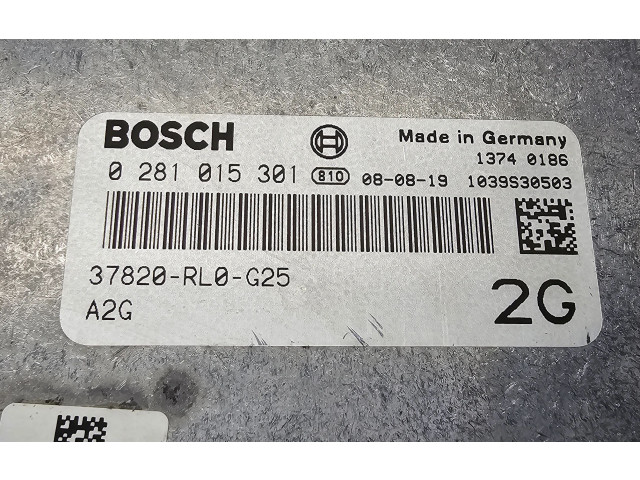 BOSCH Made in Germany
1374 0186
0 281 015 301 810 08-08-19 1039S30503
37820-RL0-G25
A2G 2G